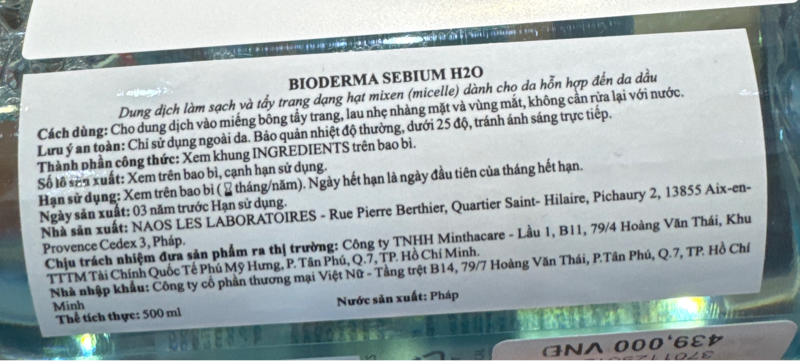 BIODERMA SEBIUM H2O
Dung dịch làm sạch và tẩy trang dạng hạt mixen (micelle) dành cho da hỗn hợp đến da dầu
Cách dùng: Cho dung dịch vào miếng bông tẩy trang, lau nhẹ nhàng mặt và vùng mắt, không cần rửa lại với nước.
Lưu ý an toàn: Chỉ sử dụng ngoài da. Bảo quản nhiệt độ thường, dưới 25 độ, tránh ánh sáng trực tiếp.
Thành phần công thức: Xem khung INGREDIENTS trên bao bì.
Số lô sản xuất: Xem trên bao bì, cạnh hạn sử dụng.
Hạn sử dụng: Xem trên bao bì ( tháng/năm). Ngày hết hạn là ngày đầu tiên của tháng hết hạn.
Ngày sản xuất: 03 năm trước Hạn sử dụng.
Nhà sản xuất: NAOS LES LABORATOIRES - Rue Pierre Berthier, Quartier Saint- Hilaire, Pichaury 2, 13855 Aix-en-
Provence Cedex 3, Pháp.
Chịu trách nhiệm đưa sản phẩm ra thị trường: Công ty TNHH Minthacare - Lầu 1, B11, 79/4 Hoàng Văn Thái, Khu
TTTM Tài Chính Quốc Tế Phú Mỹ Hưng, P. Tân Phú, Q.7, TP. Hồ Chí Minh.
Nhà nhập khẩu: Công ty cổ phần thương mại Việt Nữ - Tầng trệt B14, 79/7 Hoàng Văn Thái, P.Tân Phú, Q.7, TP. Hồ Chí
Minh
Nước sản xuất: Pháp
Thể tích thực: 500 ml
439,000 VNĐ